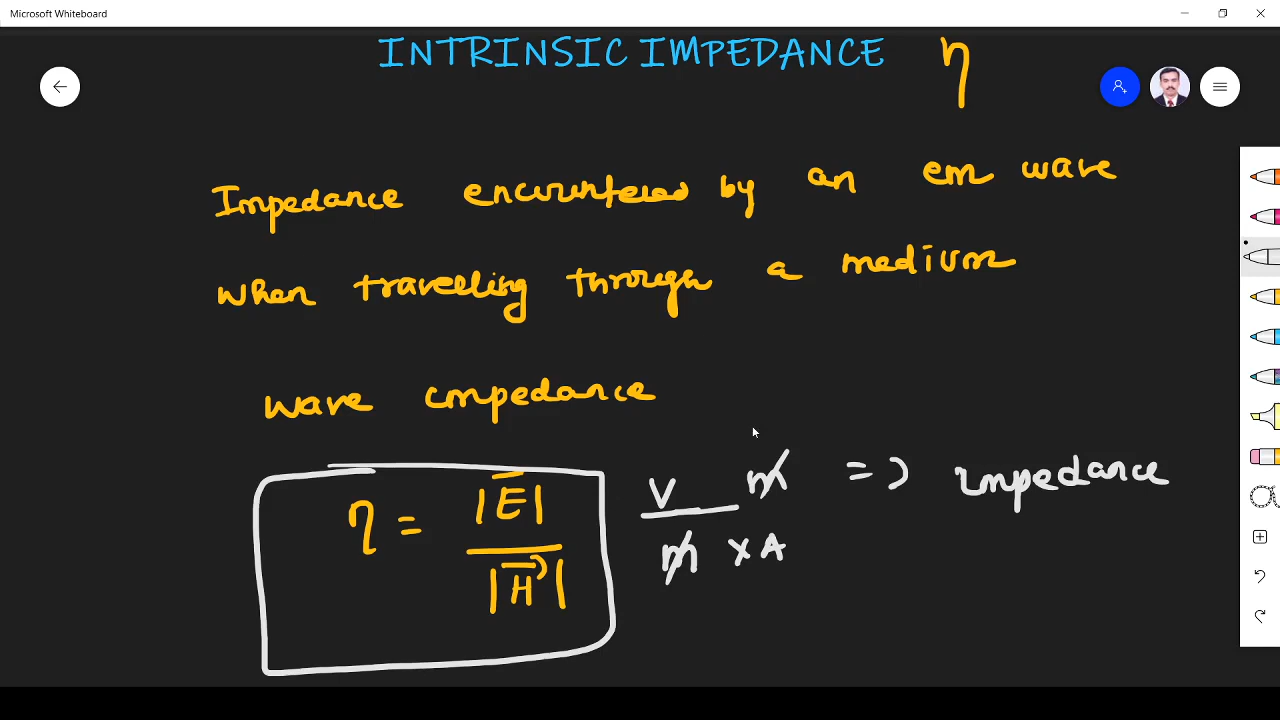 Microsoft Whiteboard
INTRINSIC IMPEDANCE η
Impedance encountered by an em wave
when travelling through a medium
wave impedance
η = |E̅| / |H⃗|
V m / m x A => impedance